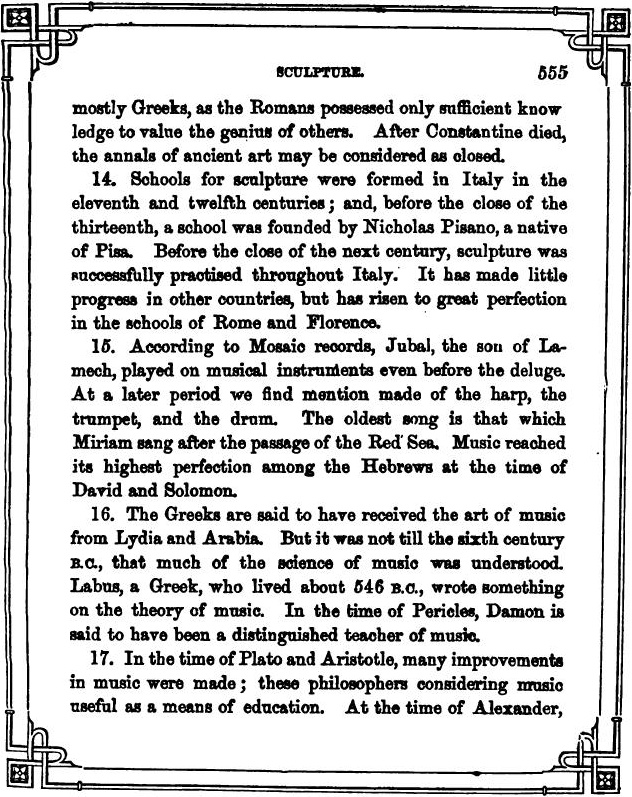 SCULPTURE. 555
mostly Greeks, as the Romans possessed only sufficient know
ledge to value the genius of others. After Constantine died,
the annals of ancient art may be considered as closed.
14. Schools for sculpture were formed in Italy in the
eleventh and twelfth centuries; and, before the close of the
thirteenth, a school was founded by Nicholas Pisano, a native
of Pisa. Before the close of the next century, sculpture was
successfully practised throughout Italy. It has made little
progress in other countries, but has risen to great perfection
in the schools of Rome and Florence.
15. According to Mosaic records, Jubal, the son of La-
mech, played on musical instruments even before the deluge.
At a later period we find mention made of the harp, the
trumpet, and the drum. The oldest song is that which
Miriam sang after the passage of the Red Sea. Music reached
its highest perfection among the Hebrews at the time of
David and Solomon.
16. The Greeks are said to have received the art of music
from Lydia and Arabia. But it was not till the sixth century
B.C., that much of the science of music was understood.
Labus, a Greek, who lived about 546 B.C., wrote something
on the theory of music. In the time of Pericles, Damon is
said to have been a distinguished teacher of music.
17. In the time of Plato and Aristotle, many improvements
in music were made; these philosophers considering music
useful as a means of education. At the time of Alexander,